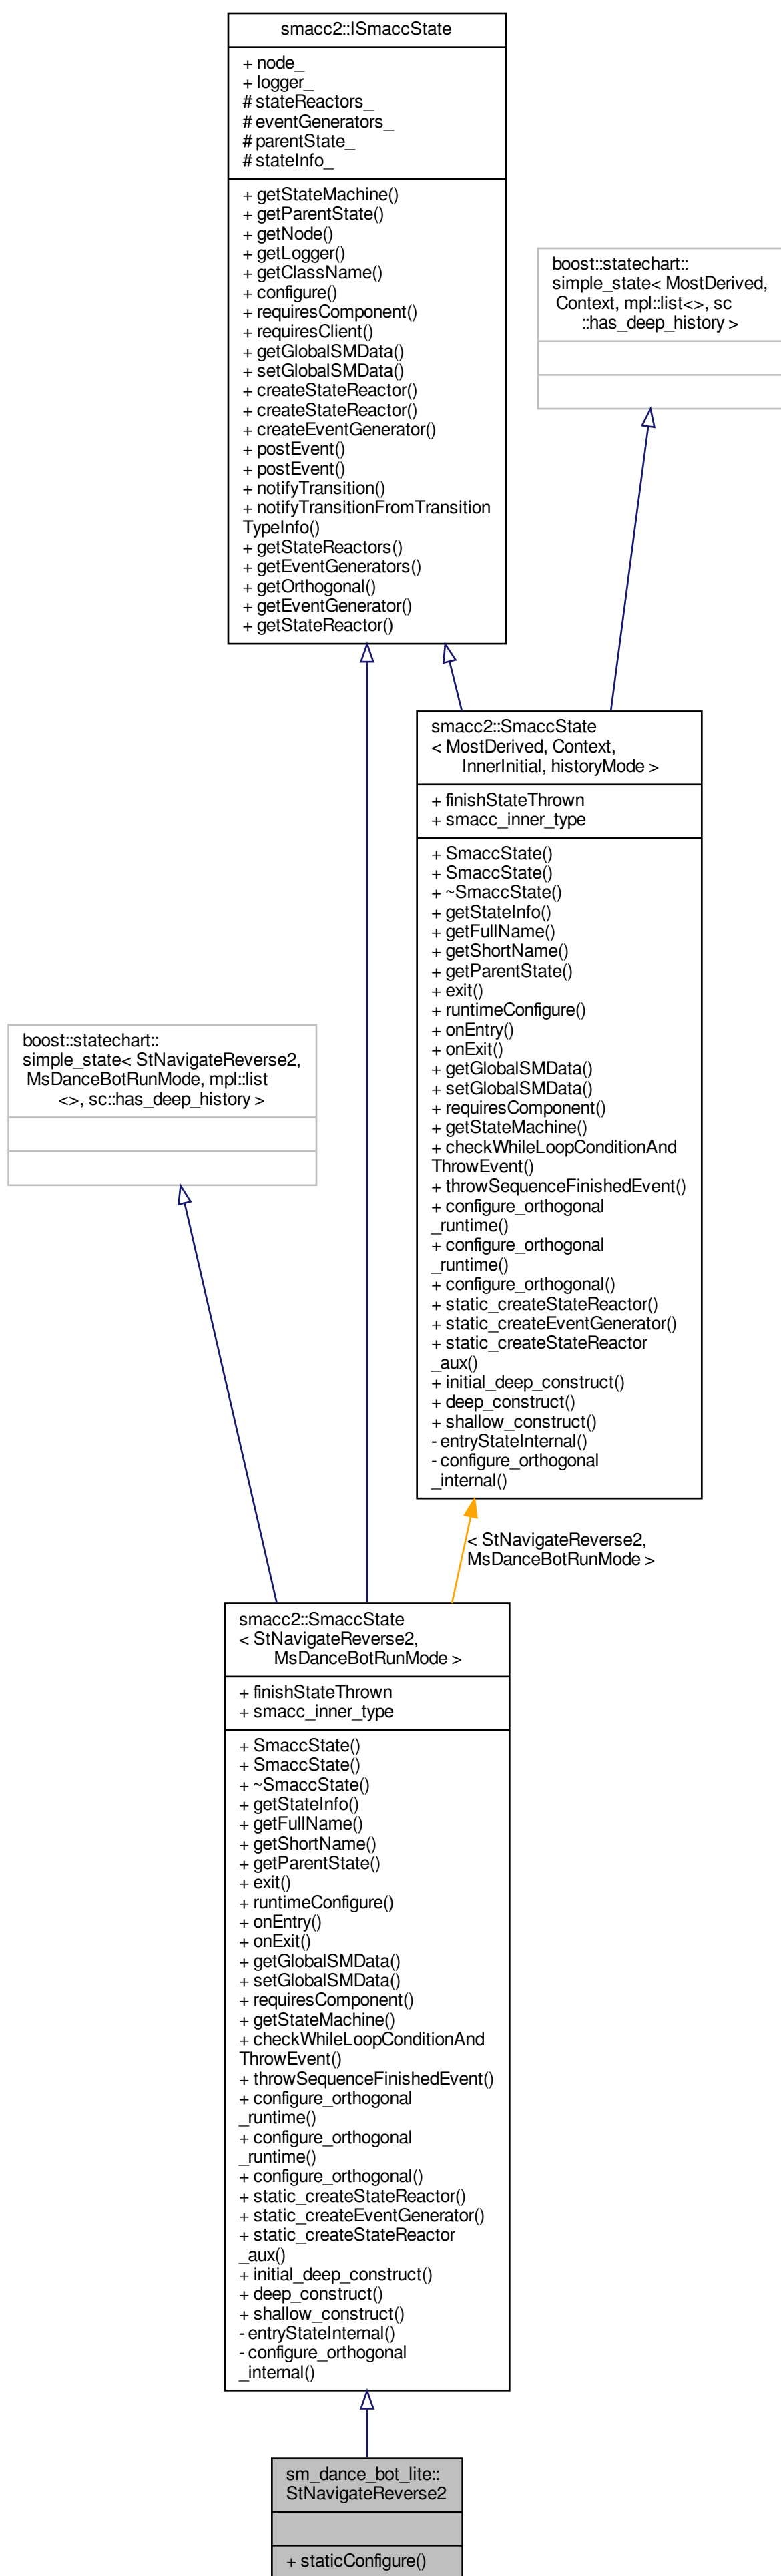 smacc2::ISmaccState
+ node_
+ logger_
# stateReactors_
# eventGenerators_
# parentState_
# stateInfo_
+ getStateMachine()
+ getParentState()
+ getNode()
+ getLogger()
+ getClassName()
+ configure()
+ requiresComponent()
+ requiresClient()
+ getGlobalSMData()
+ setGlobalSMData()
+ createStateReactor()
+ createStateReactor()
+ createEventGenerator()
+ postEvent()
+ postEvent()
+ notifyTransition()
+ notifyTransitionFromTransition
TypeInfo()
+ getStateReactors()
+ getEventGenerators()
+ getOrthogonal()
+ getEventGenerator()
+ getStateReactor()
boost::statechart::
simple_state< MostDerived,
Context, mpl::list<>, sc
::has_deep_history >
smacc2::SmaccState
< MostDerived, Context,
InnerInitial, historyMode >
+ finishStateThrown
+ smacc_inner_type
+ SmaccState()
+ SmaccState()
+ ~SmaccState()
+ getStateInfo()
+ getFullName()
+ getShortName()
+ getParentState()
+ exit()
+ runtimeConfigure()
+ onEntry()
+ onExit()
+ getGlobalSMData()
+ setGlobalSMData()
+ requiresComponent()
+ getStateMachine()
+ checkWhileLoopConditionAnd
ThrowEvent()
+ throwSequenceFinishedEvent()
+ configure_orthogonal
_runtime()
+ configure_orthogonal
_runtime()
+ configure_orthogonal()
+ static_createStateReactor()
+ static_createEventGenerator()
+ static_createStateReactor
_aux()
+ initial_deep_construct()
+ deep_construct()
+ shallow_construct()
- entryStateInternal()
- configure_orthogonal
_internal()
boost::statechart::
simple_state< StNavigateReverse2,
MsDanceBotRunMode, mpl::list
<>, sc::has_deep_history >
< StNavigateReverse2,
MsDanceBotRunMode >
smacc2::SmaccState
< StNavigateReverse2,
MsDanceBotRunMode >
+ finishStateThrown
+ smacc_inner_type
+ SmaccState()
+ SmaccState()
+ ~SmaccState()
+ getStateInfo()
+ getFullName()
+ getShortName()
+ getParentState()
+ exit()
+ runtimeConfigure()
+ onEntry()
+ onExit()
+ getGlobalSMData()
+ setGlobalSMData()
+ requiresComponent()
+ getStateMachine()
+ checkWhileLoopConditionAnd
ThrowEvent()
+ throwSequenceFinishedEvent()
+ configure_orthogonal
_runtime()
+ configure_orthogonal
_runtime()
+ configure_orthogonal()
+ static_createStateReactor()
+ static_createEventGenerator()
+ static_createStateReactor
_aux()
+ initial_deep_construct()
+ deep_construct()
+ shallow_construct()
- entryStateInternal()
- configure_orthogonal
_internal()
sm_dance_bot_lite::
StNavigateReverse2
+ staticConfigure()